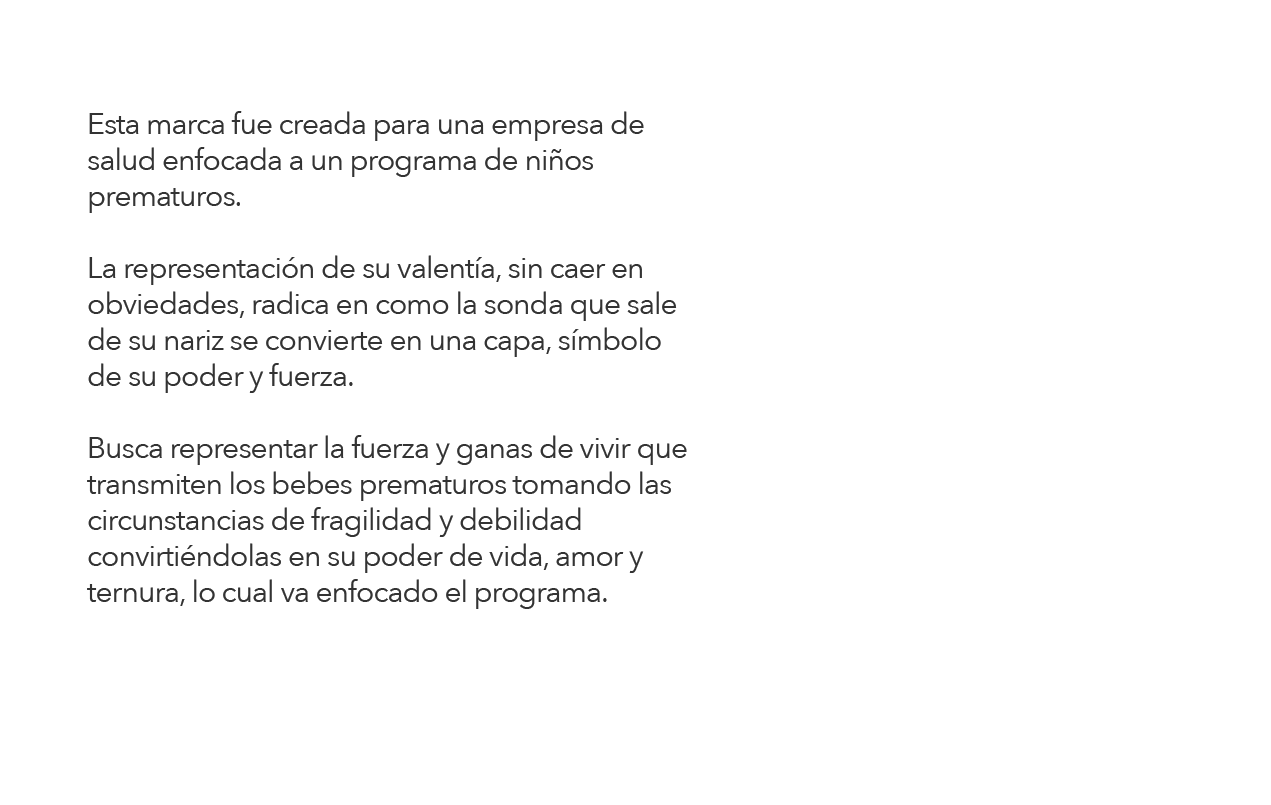 Esta marca fue creada para una empresa de
salud enfocada a un programa de niños
prematuros.
La representación de su valentía, sin caer en
obviedades, radica en como la sonda que sale
de su nariz se convierte en una capa, símbolo
de su poder y fuerza.
Busca representar la fuerza y ganas de vivir que
transmiten los bebes prematuros tomando las
circunstancias de fragilidad y debilidad
convirtiéndolas en su poder de vida, amor y
ternura, lo cual va enfocado el programa.